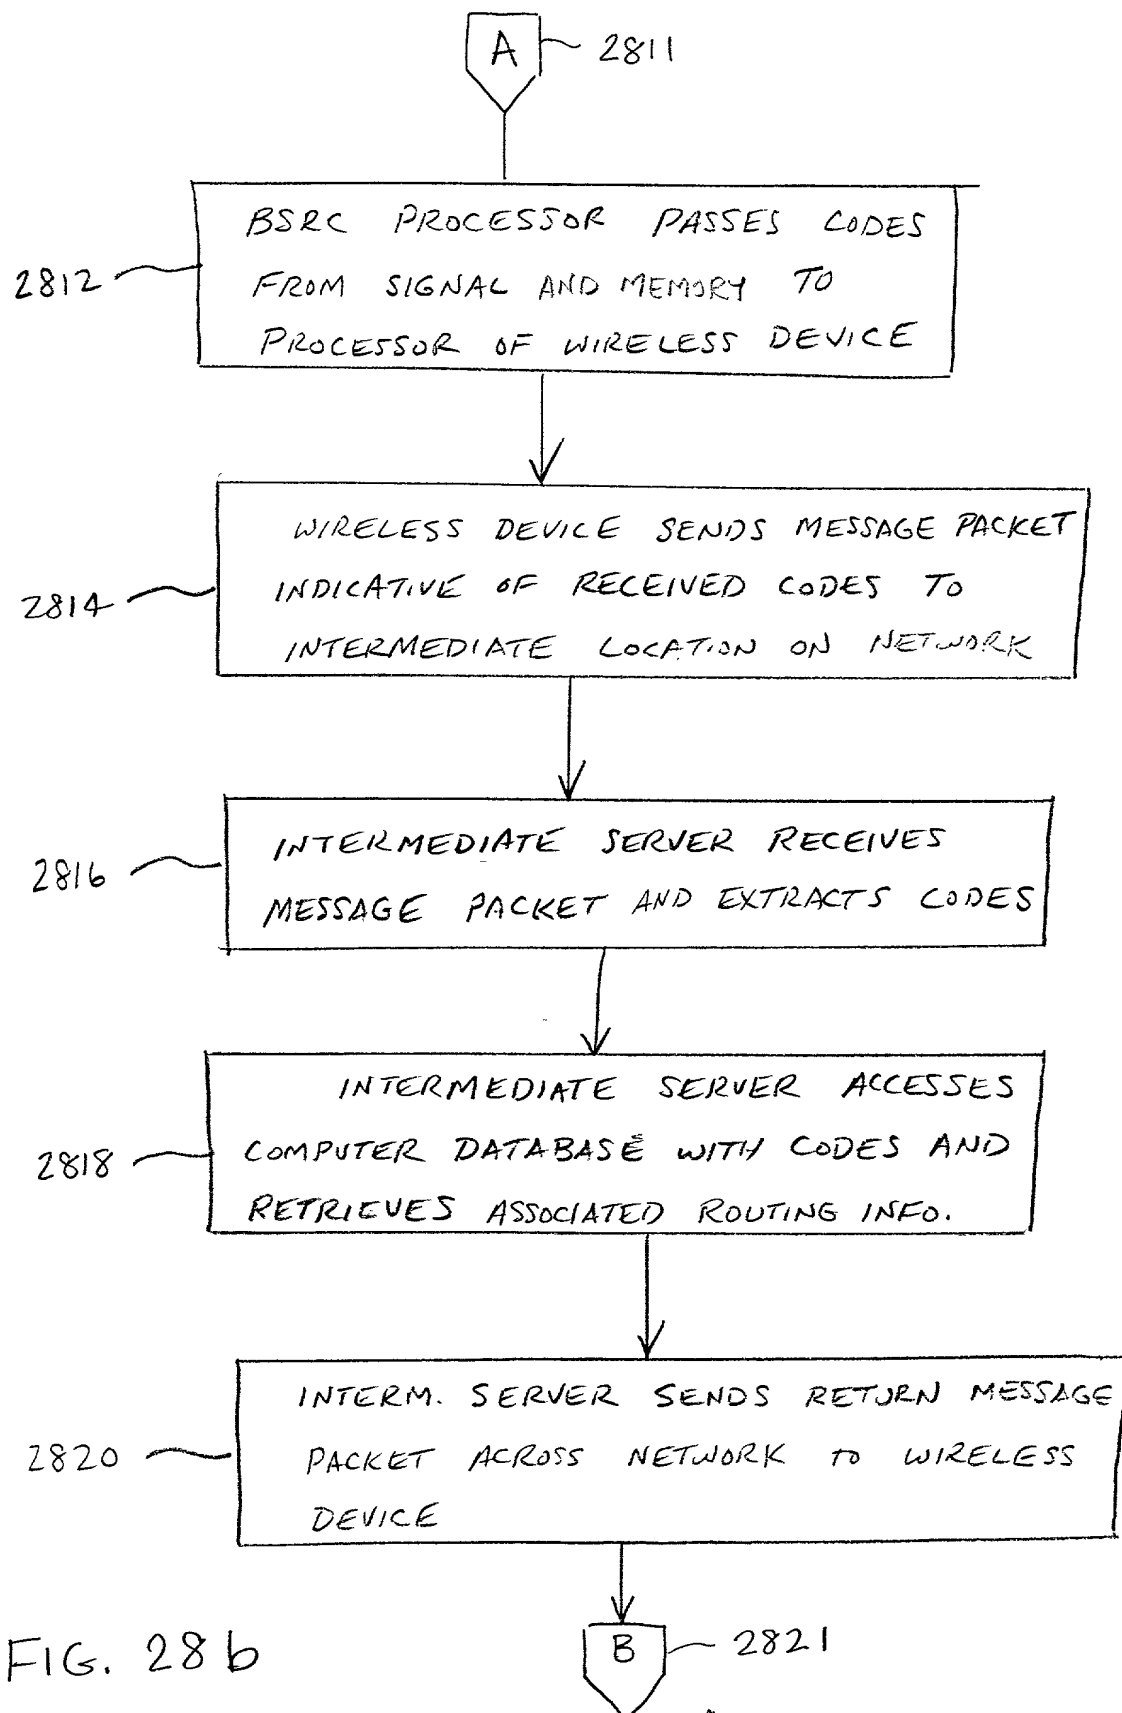 A 2811
BSRC PROCESSOR PASSES CODES
2812 FROM SIGNAL AND MEMORY TO
PROCESSOR OF WIRELESS DEVICE
WIRELESS DEVICE SENDS MESSAGE PACKET
2814 INDICATIVE OF RECEIVED CODES TO
INTERMEDIATE LOCATION ON NETWORK
INTERMEDIATE SERVER RECEIVES
2816 MESSAGE PACKET AND EXTRACTS CODES
INTERMEDIATE SERVER ACCESSES
2818 COMPUTER DATABASE WITH CODES AND
RETRIEVES ASSOCIATED ROUTING INFO.
INTERM. SERVER SENDS RETURN MESSAGE
2820 PACKET ACROSS NETWORK TO WIRELESS
DEVICE
B 2821
FIG. 28b